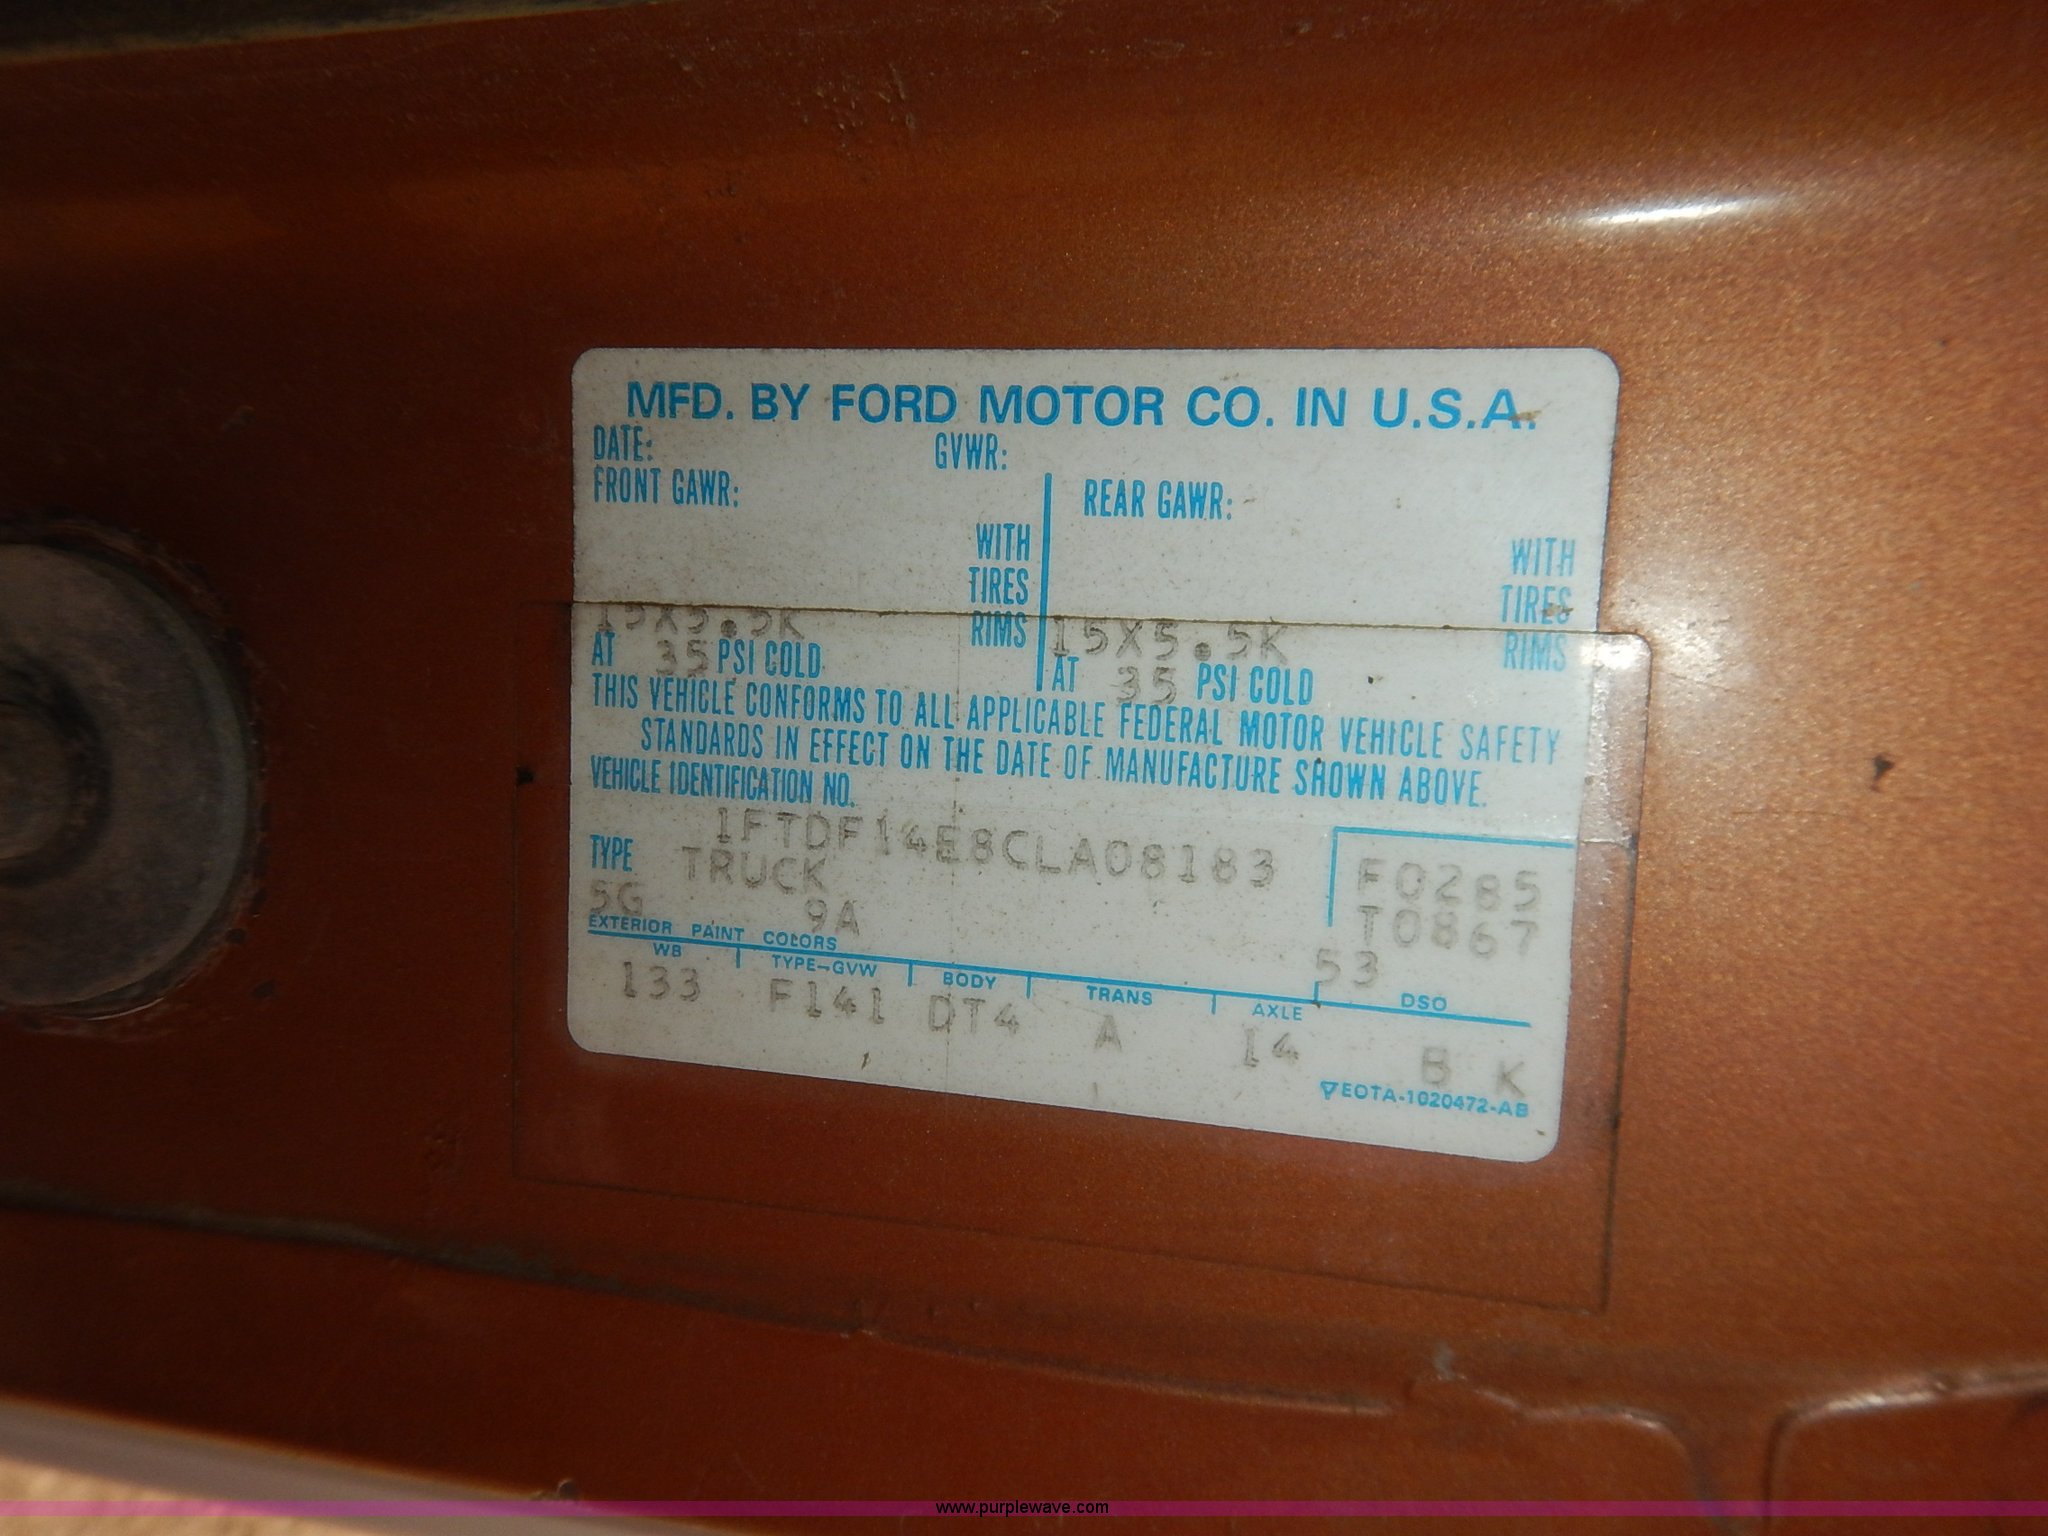 MFD. BY FORD MOTOR CO. IN U.S.A.
DATE: GVWR:
FRONT GAWR: REAR GAWR:
WITH WITH
TIRES TIRES
15X5.5K RIMS 15X5.5K RIMS
AT 35 PSI COLD AT 35 PSI COLD
THIS VEHICLE CONFORMS TO ALL APPLICABLE FEDERAL MOTOR VEHICLE SAFETY
STANDARDS IN EFFECT ON THE DATE OF MANUFACTURE SHOWN ABOVE.
VEHICLE IDENTIFICATION NO.
1FTDF14E8CLA08183
TYPE TRUCK F0285
5G 9A T0867
EXTERIOR PAINT COLORS 53
WB TYPE-GVW BODY TRANS AXLE DSO
133 F141 DT4 A 14 B K
EOTA-1020472-AB
www.purplewave.com